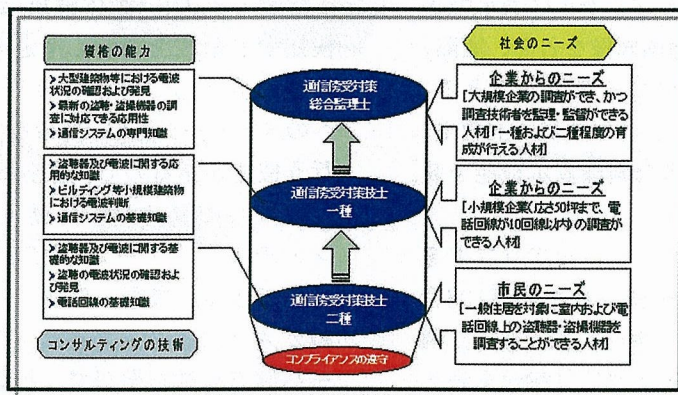 資格の能力
➢大型建築物等における電波
状況の確認および発見
➢最新の盗聴・盗撮機器の調
査に対応できる応用性
➢通信システムの専門知識
➢盗聴器及び電波に関する応
用的な知識
➢ビルディング等小規模建築物
における電波判断
➢通信システムの基礎知識
➢盗聴器及び電波に関する基
礎的な知識
➢盗聴の電波状況の確認およ
び発見
➢電話回線の基礎知識
コンサルティングの技術
通信傍受対策
総合監理士
通信傍受対策技士
一種
通信傍受対策技士
二種
コンプライアンスの遵守
社会のニーズ
企業からのニーズ
[大規模企業の調査ができ、かつ
調査技術者を監理・監督ができる
人材]「一種および二種程度の育
成が行える人材]
企業からのニーズ
[小規模企業(広さ50坪まで、電
話回線が10回線以内)の調査が
できる人材]
市民のニーズ
[一般住居を対象に室内および電
話回線上の盗聴器・盗撮機器を
調査することができる人材]